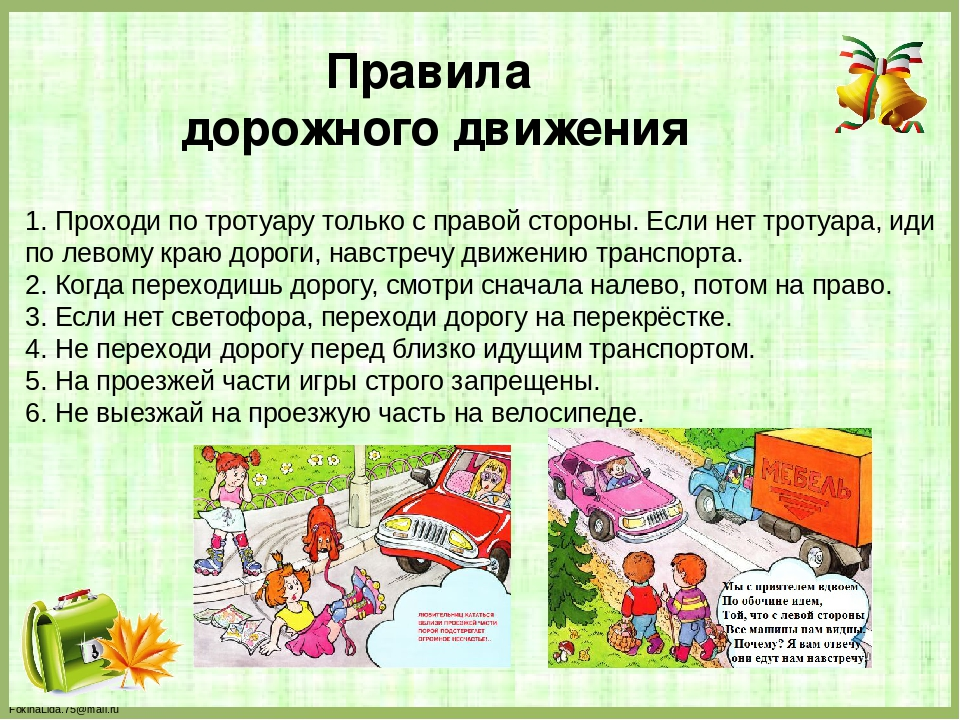 Правила
дорожного движения
1. Проходи по тротуару только с правой стороны. Если нет тротуара, иди
по левому краю дороги, навстречу движению транспорта.
2. Когда переходишь дорогу, смотри сначала налево, потом на право.
3. Если нет светофора, переходи дорогу на перекрёстке.
4. Не переходи дорогу перед близко идущим транспортом.
5. На проезжей части игры строго запрещены.
6. Не выезжай на проезжую часть на велосипеде.
ЛЮБИТЕЛЬНИЦ КАТАТЬСЯ
ВБЛИЗИ ПРОЕЗЖЕЙ ЧАСТИ
ПОРОЙ ПОДСТЕРЕГАЕТ
ОГРОМНОЕ НЕСЧАСТЬЕ!..
МЕБЕЛЬ
Мы с приятелем вдвоем
По обочине идем,
Той, что с левой стороны
Все машины нам видны.
Почему? Я вам отвечу
они едут нам навстречу.
FokinaLida.75@mail.ru